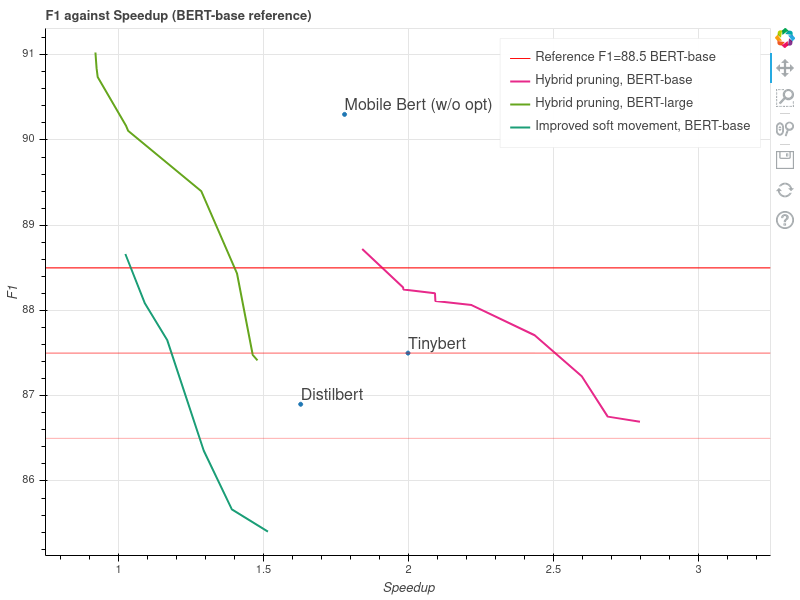 F1 against Speedup (BERT-base reference)
Reference F1=88.5 BERT-base
Hybrid pruning, BERT-base
Hybrid pruning, BERT-large
Improved soft movement, BERT-base
Mobile Bert (w/o opt)
Tinybert
Distilbert
F1
91
90
89
88
87
86
1
1.5
2
2.5
3
Speedup